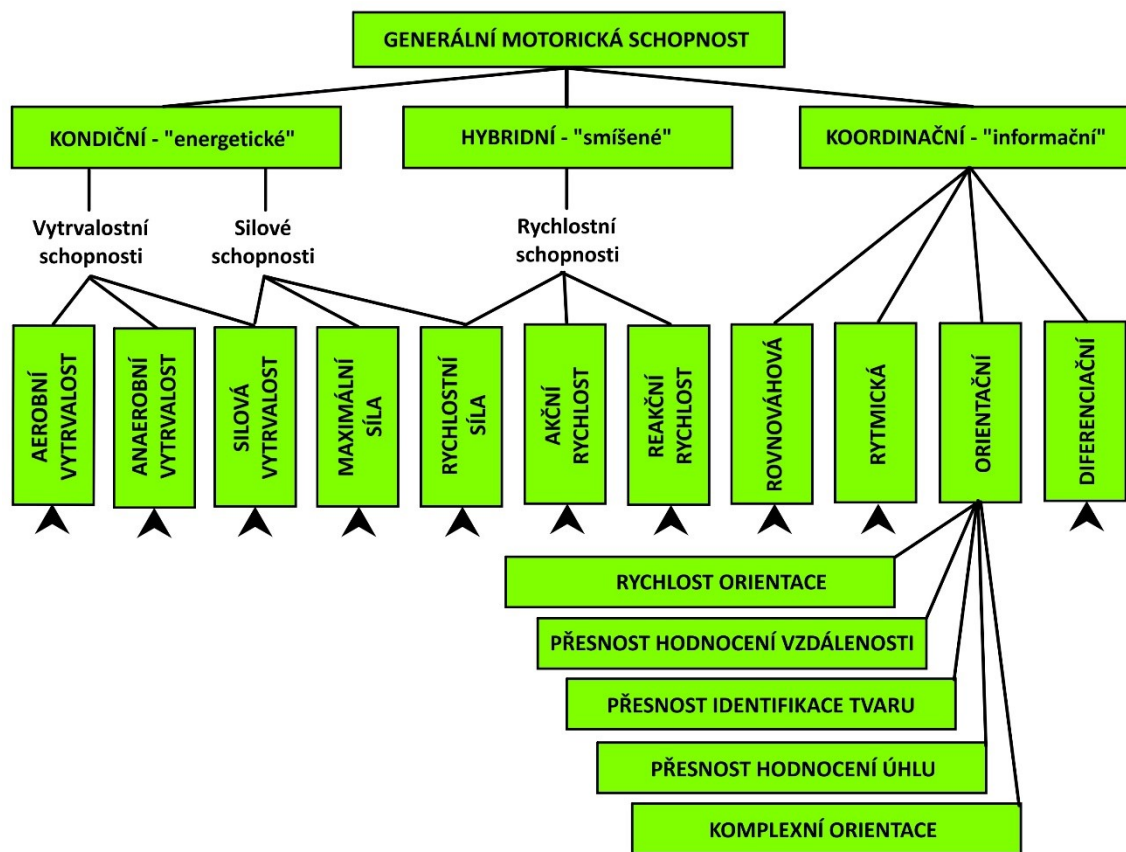 GENERÁLNÍ MOTORICKÁ SCHOPNOST
KONDIČNÍ - "energetické"
HYBRIDNÍ - "smíšené"
KOORDINAČNÍ - "informační"
Vytrvalostní
schopnosti
Silové
schopnosti
Rychlostní
schopnosti
AEROBNÍ
VYTRVALOST
ANAEROBNÍ
VYTRVALOST
SILOVÁ
VYTRVALOST
MAXIMÁLNÍ
SÍLA
RYCHLOSTNÍ
SÍLA
AKČNÍ
RYCHLOST
REAKČNÍ
RYCHLOST
ROVNOVÁHOVÁ
RYTMICKÁ
ORIENTAČNÍ
DIFERENCIAČNÍ
RYCHLOST ORIENTACE
PŘESNOST HODNOCENÍ VZDÁLENOSTI
PŘESNOST IDENTIFIKACE TVARU
PŘESNOST HODNOCENÍ ÚHLU
KOMPLEXNÍ ORIENTACE